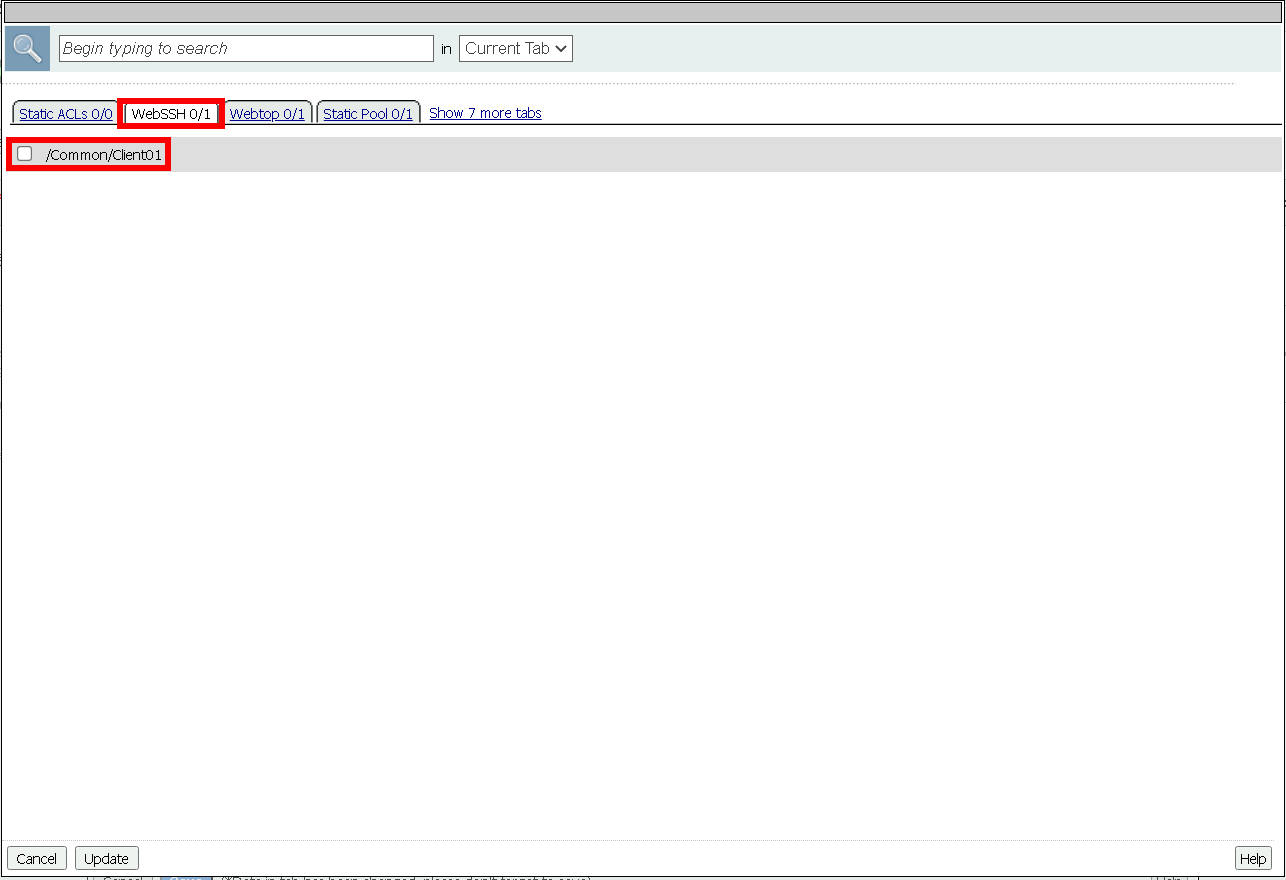 Begin typing to search in Current Tab
Static ACLs 0/0 WebSSH 0/1 Webtop 0/1 Static Pool 0/1 Show 7 more tabs
/Common/Client01
Cancel Update Help